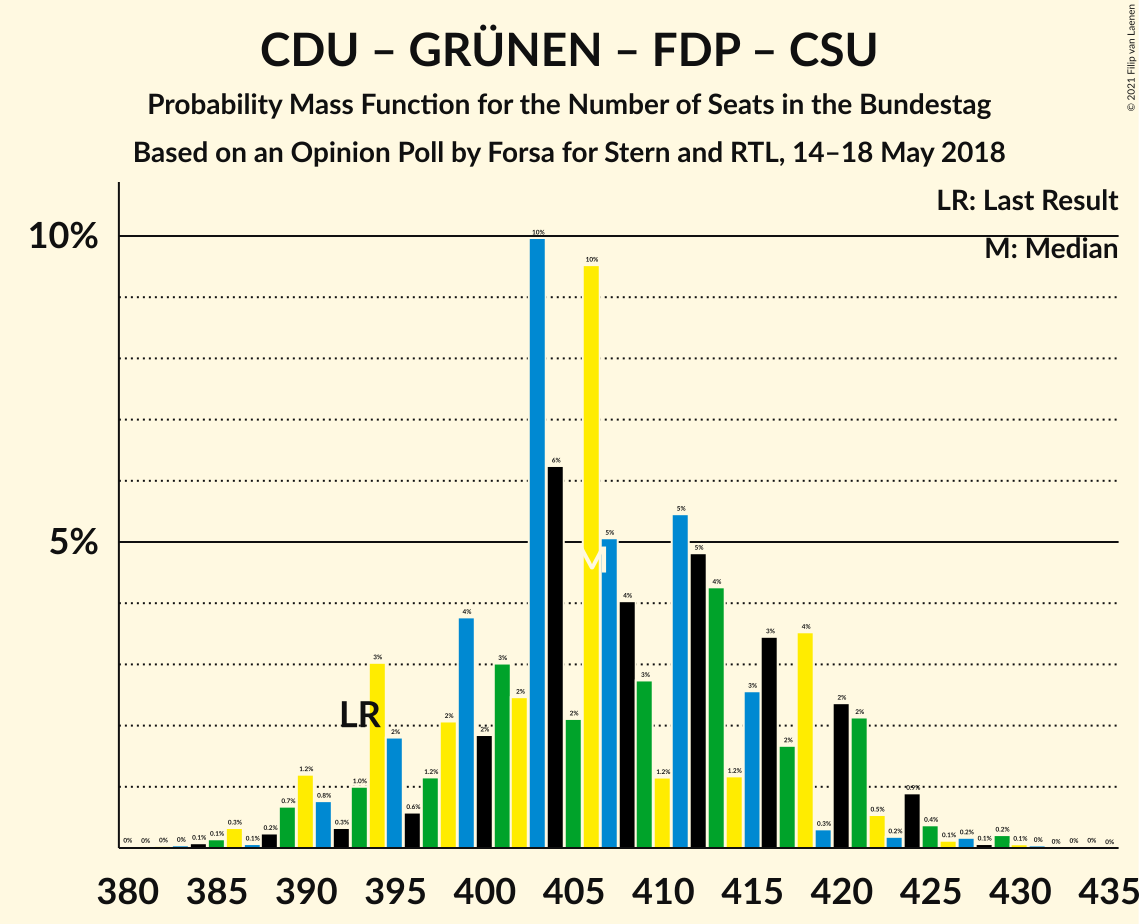 CDU – GRÜNEN – FDP – CSU
Probability Mass Function for the Number of Seats in the Bundestag
Based on an Opinion Poll by Forsa for Stern and RTL, 14–18 May 2018
© 2021 Filip van Laenen
LR: Last Result
M: Median
10%
5%
LR
M
0% 0% 0% 0% 0.1% 0.1% 0.3% 0.1% 0.2% 0.7% 1.2% 0.8% 0.3% 1.0% 3% 2% 0.6% 1.2% 2% 4% 2% 3% 2% 10% 6% 2% 10% 5% 4% 3% 1.2% 5% 5% 4% 1.2% 3% 3% 2% 4% 0.3% 2% 2% 0.5% 0.2% 0.9% 0.4% 0.1% 0.2% 0.1% 0.2% 0.1% 0% 0% 0% 0% 0%
380 385 390 395 400 405 410 415 420 425 430 435